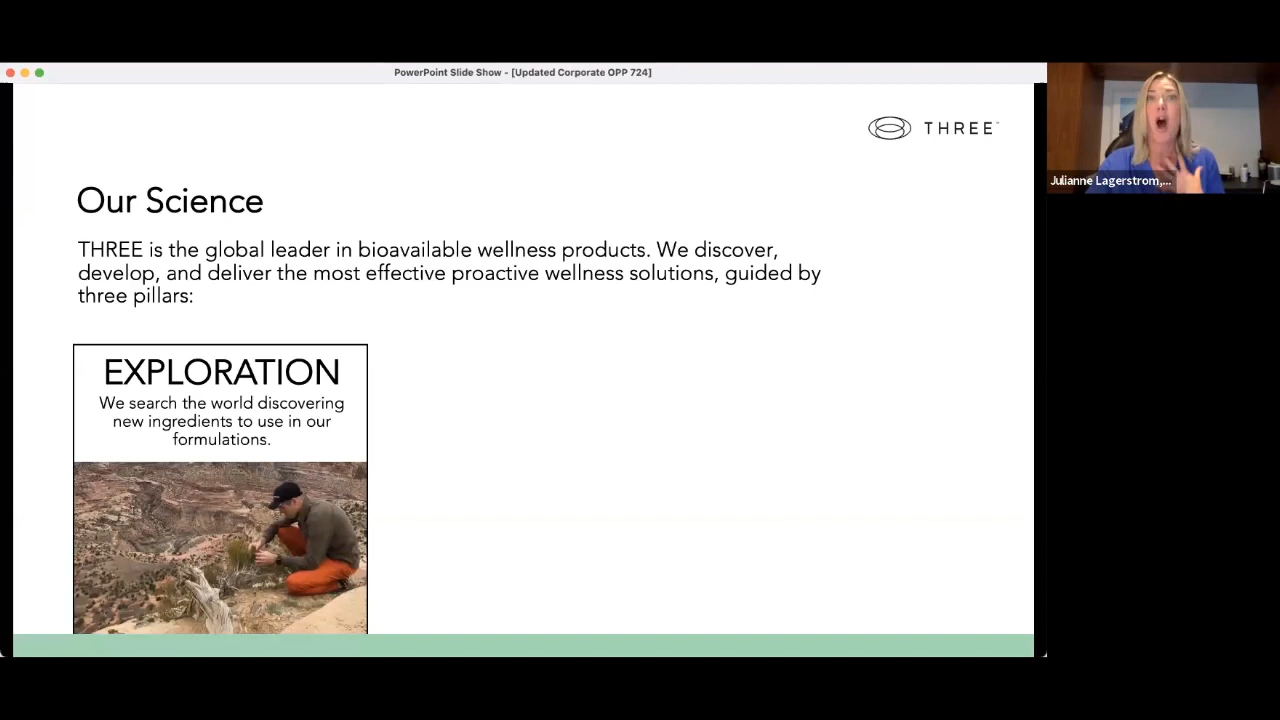 PowerPoint Slide Show - [Updated Corporate OPP 724]
THREE™
Julianne Lagerstrom,...
Our Science
THREE is the global leader in bioavailable wellness products. We discover,
develop, and deliver the most effective proactive wellness solutions, guided by
three pillars:
EXPLORATION
We search the world discovering
new ingredients to use in our
formulations.